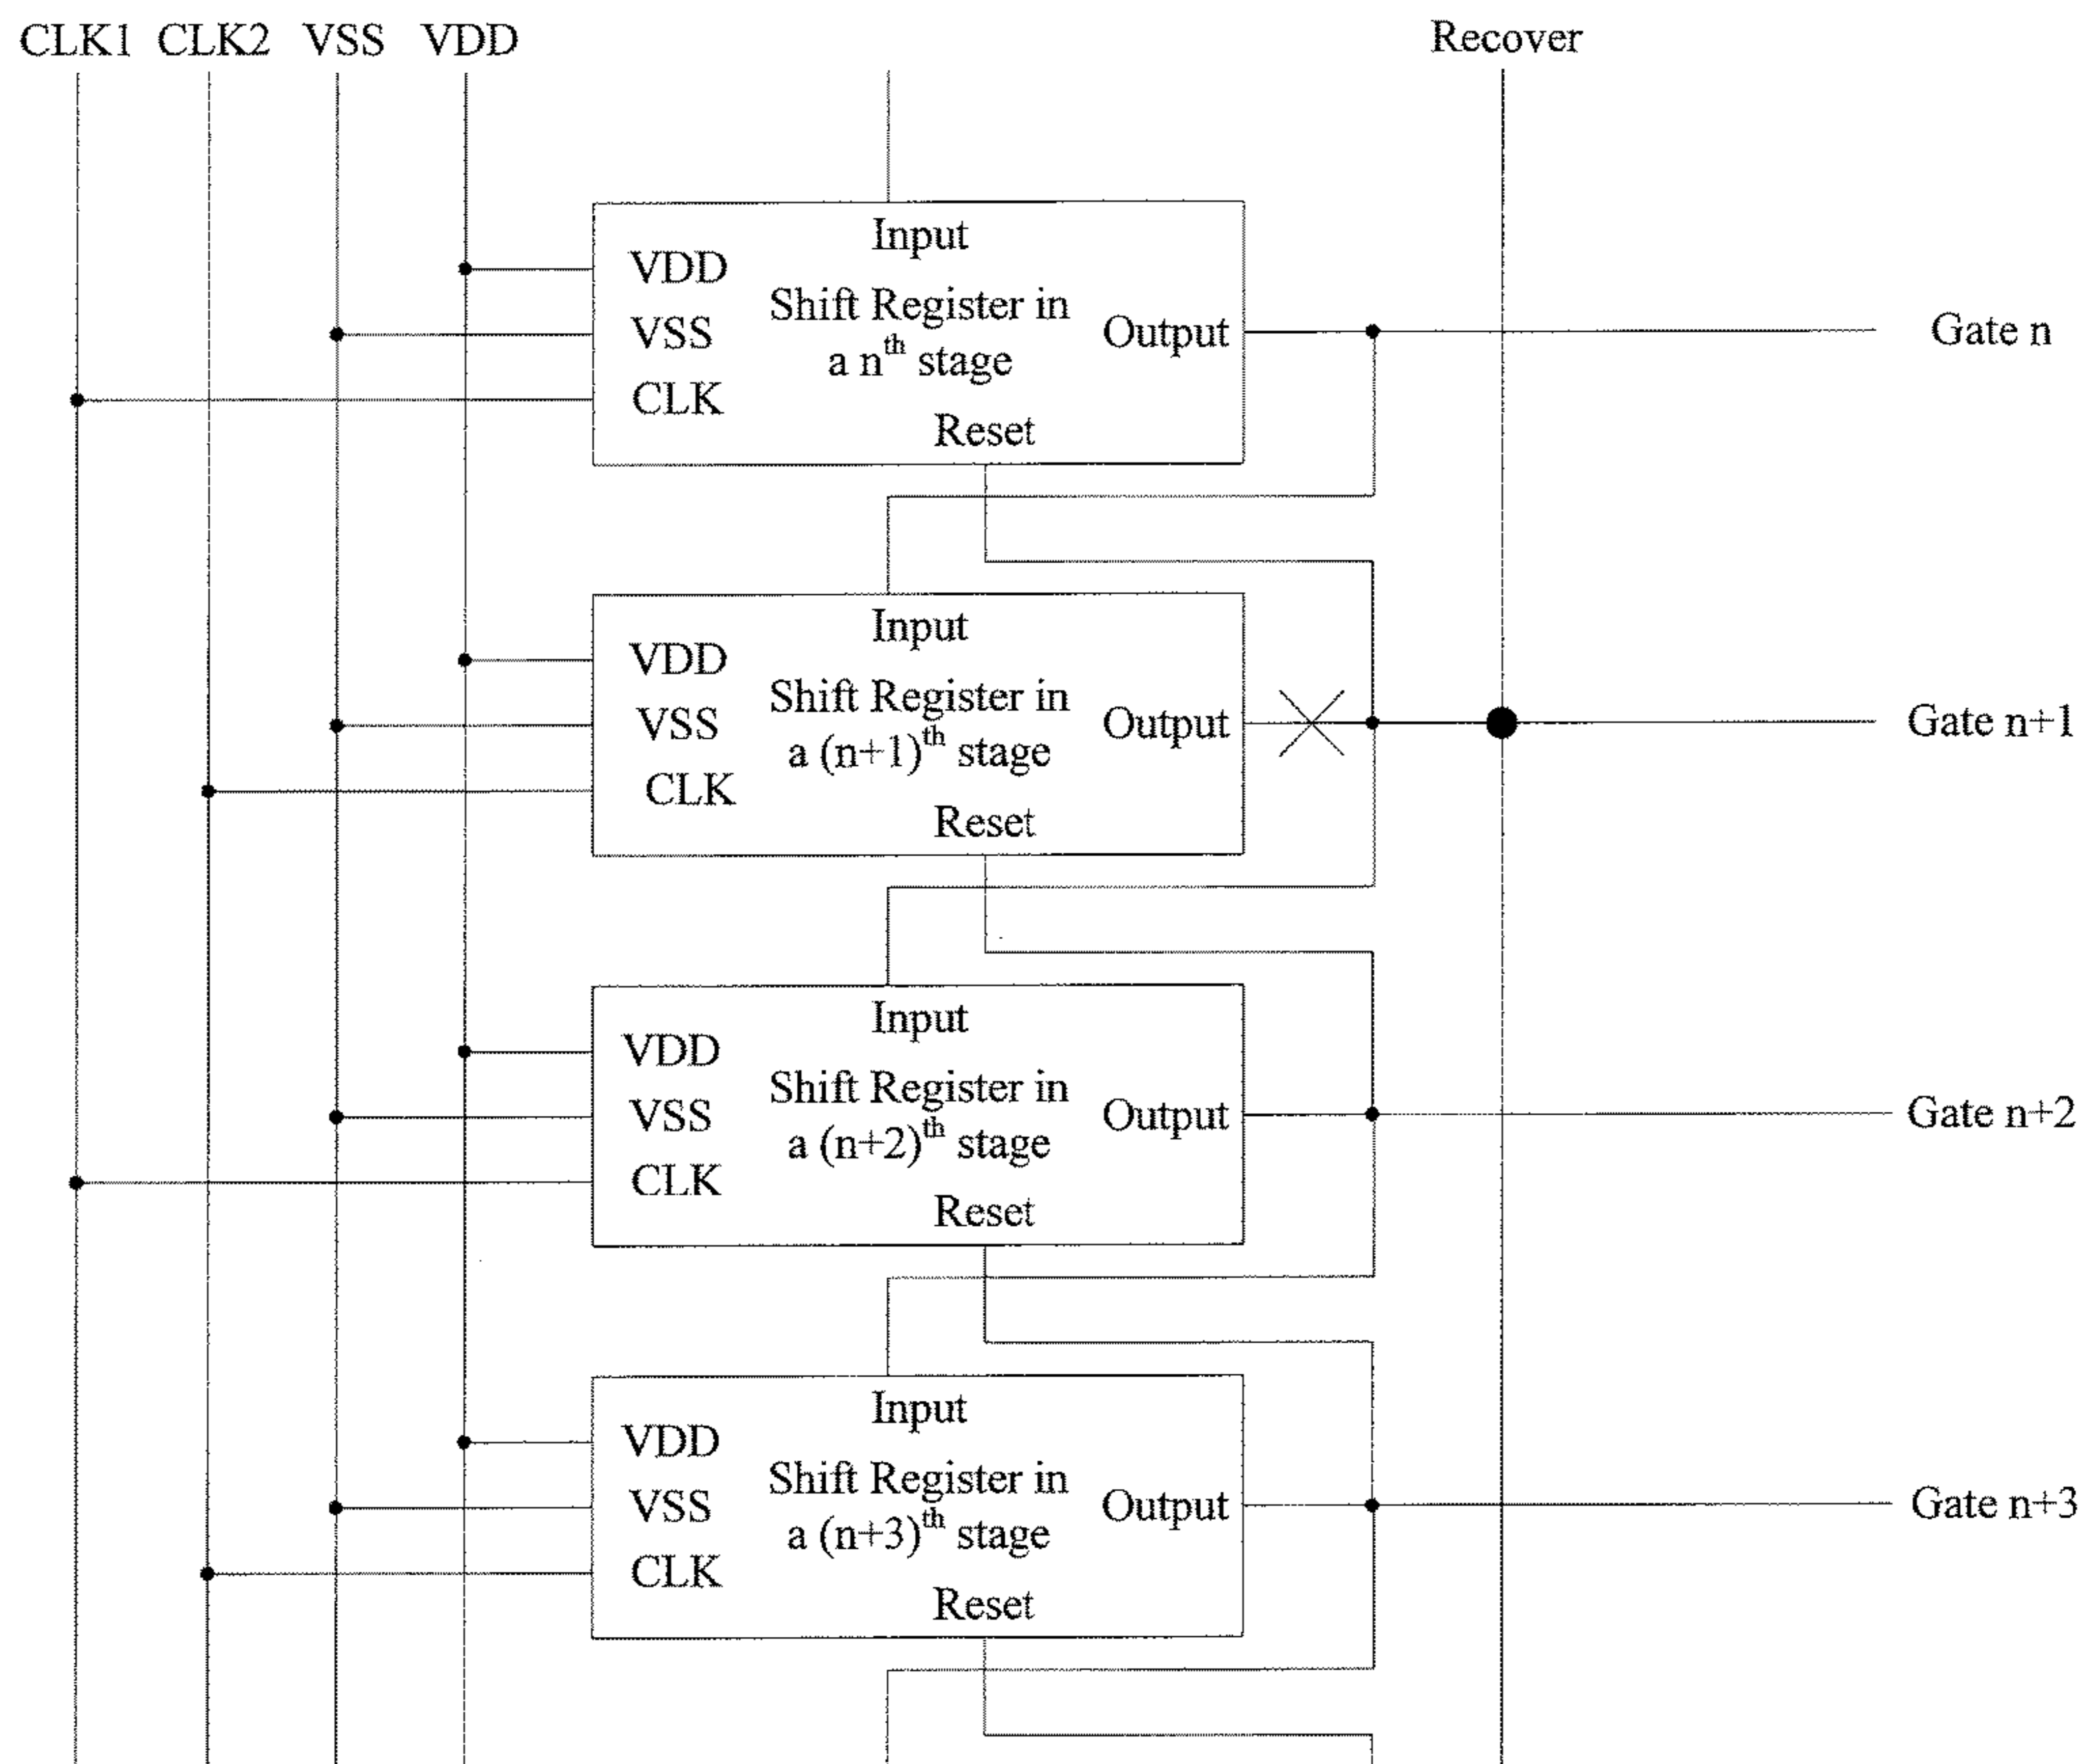 CLK1 CLK2 VSS VDD Recover
Input
VDD
Shift Register in
VSS
a n^th stage
Output
CLK
Reset
Gate n
Input
VDD
Shift Register in
VSS
a (n+1)^th stage
Output
CLK
Reset
Gate n+1
Input
VDD
Shift Register in
VSS
a (n+2)^th stage
Output
CLK
Reset
Gate n+2
Input
VDD
Shift Register in
VSS
a (n+3)^th stage
Output
CLK
Reset
Gate n+3